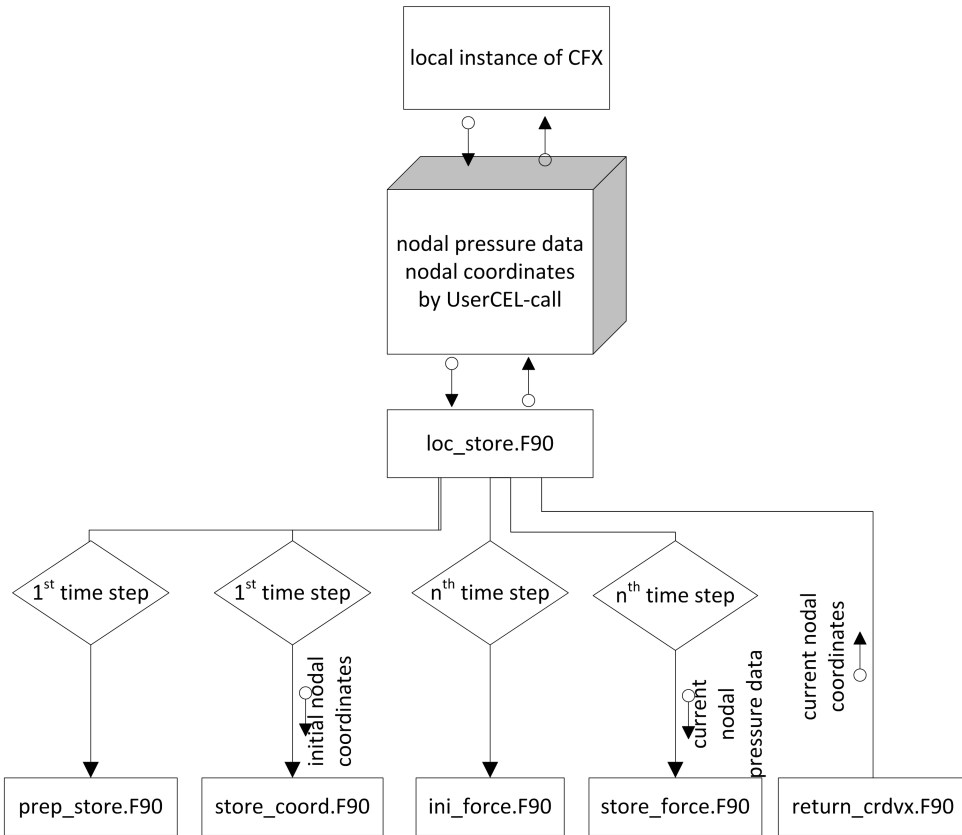 local instance of CFX
nodal pressure data
nodal coordinates
by UserCEL-call
loc_store.F90
1st time step
1st time step
nth time step
nth time step
initial nodal
coordinates
current
nodal
pressure data
current nodal
coordinates
prep_store.F90
store_coord.F90
ini_force.F90
store_force.F90
return_crdvx.F90